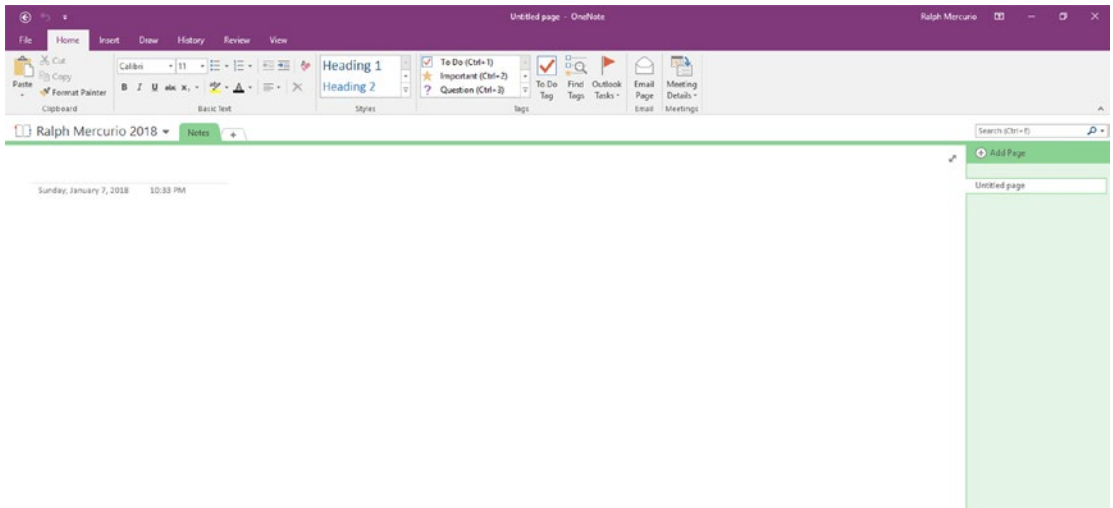 Untitled page - OneNote
Ralph Mercurio
File Home Insert Draw History Review View
Paste
Cut
Copy
Format Painter
Clipboard
Calibri 11
B I U abc x,
A
Basic Text
Heading 1
Heading 2
Styles
To Do (Ctrl+1)
Important (Ctrl+2)
? Question (Ctrl+3)
To Do
Tag
Find
Tags
Outlook
Tasks
Tags
Email
Page
Email
Meeting
Details
Meetings
Ralph Mercurio 2018
Notes
+
Search (Ctrl+E)
Add Page
Untitled page
Sunday, January 7, 2018 10:33 PM